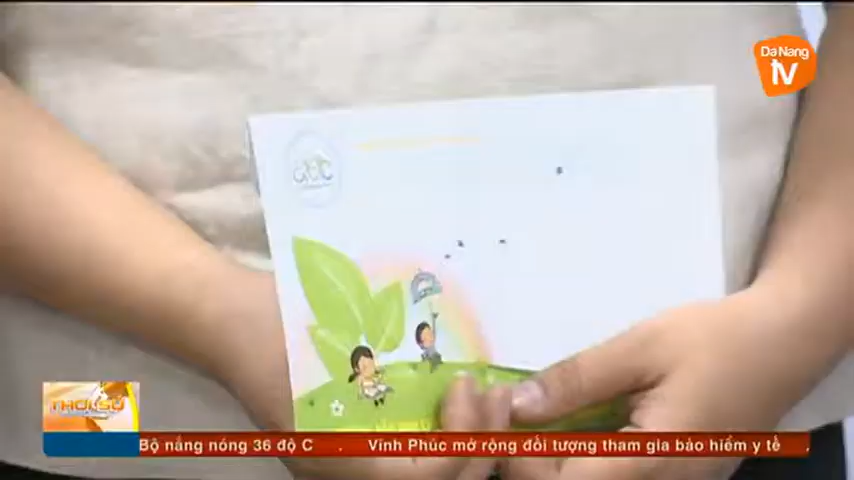 Da Nang
tv
THỜI SỰ
Bộ nắng nóng 36 độ C . Vĩnh Phúc mở rộng đối tượng tham gia bảo hiểm y tế .